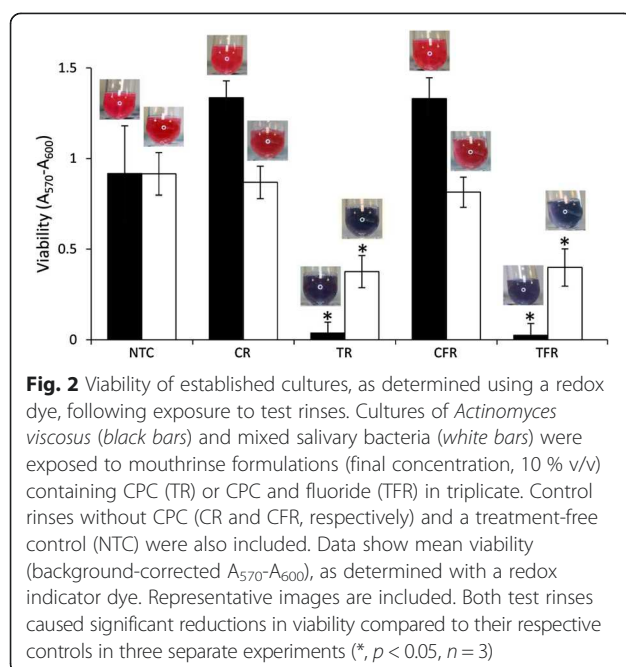 1.5
1
0.5
0
Viability (A570-A600)
* * * *
NTC CR TR CFR TFR
Fig. 2 Viability of established cultures, as determined using a redox
dye, following exposure to test rinses. Cultures of Actinomyces
viscosus (black bars) and mixed salivary bacteria (white bars) were
exposed to mouthrinse formulations (final concentration, 10 % v/v)
containing CPC (TR) or CPC and fluoride (TFR) in triplicate. Control
rinses without CPC (CR and CFR, respectively) and a treatment-free
control (NTC) were also included. Data show mean viability
(background-corrected A570-A600), as determined with a redox
indicator dye. Representative images are included. Both test rinses
caused significant reductions in viability compared to their respective
controls in three separate experiments (*, p < 0.05, n = 3)